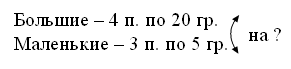 Большие – 4 п. по 20 гр.
Маленькие – 3 п. по 5 гр.
на ?